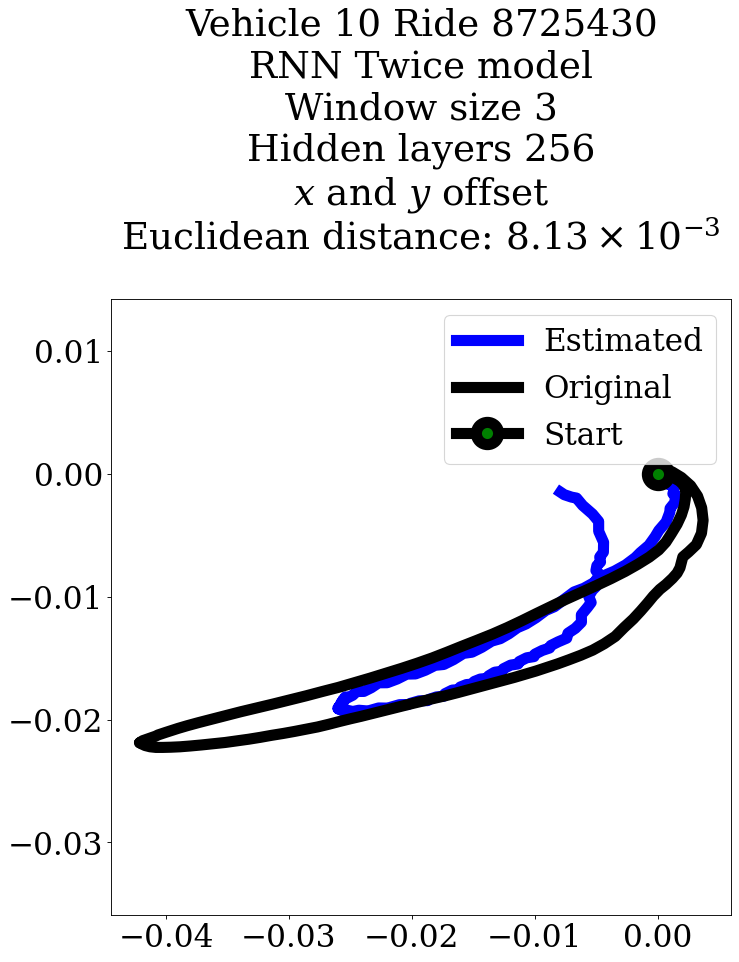 Vehicle 10 Ride 8725430
RNN Twice model
Window size 3
Hidden layers 256
x and y offset
Euclidean distance: 8.13 × 10⁻³
Estimated
Original
Start
0.01
0.00
−0.01
−0.02
−0.03
−0.04 −0.03 −0.02 −0.01 0.00